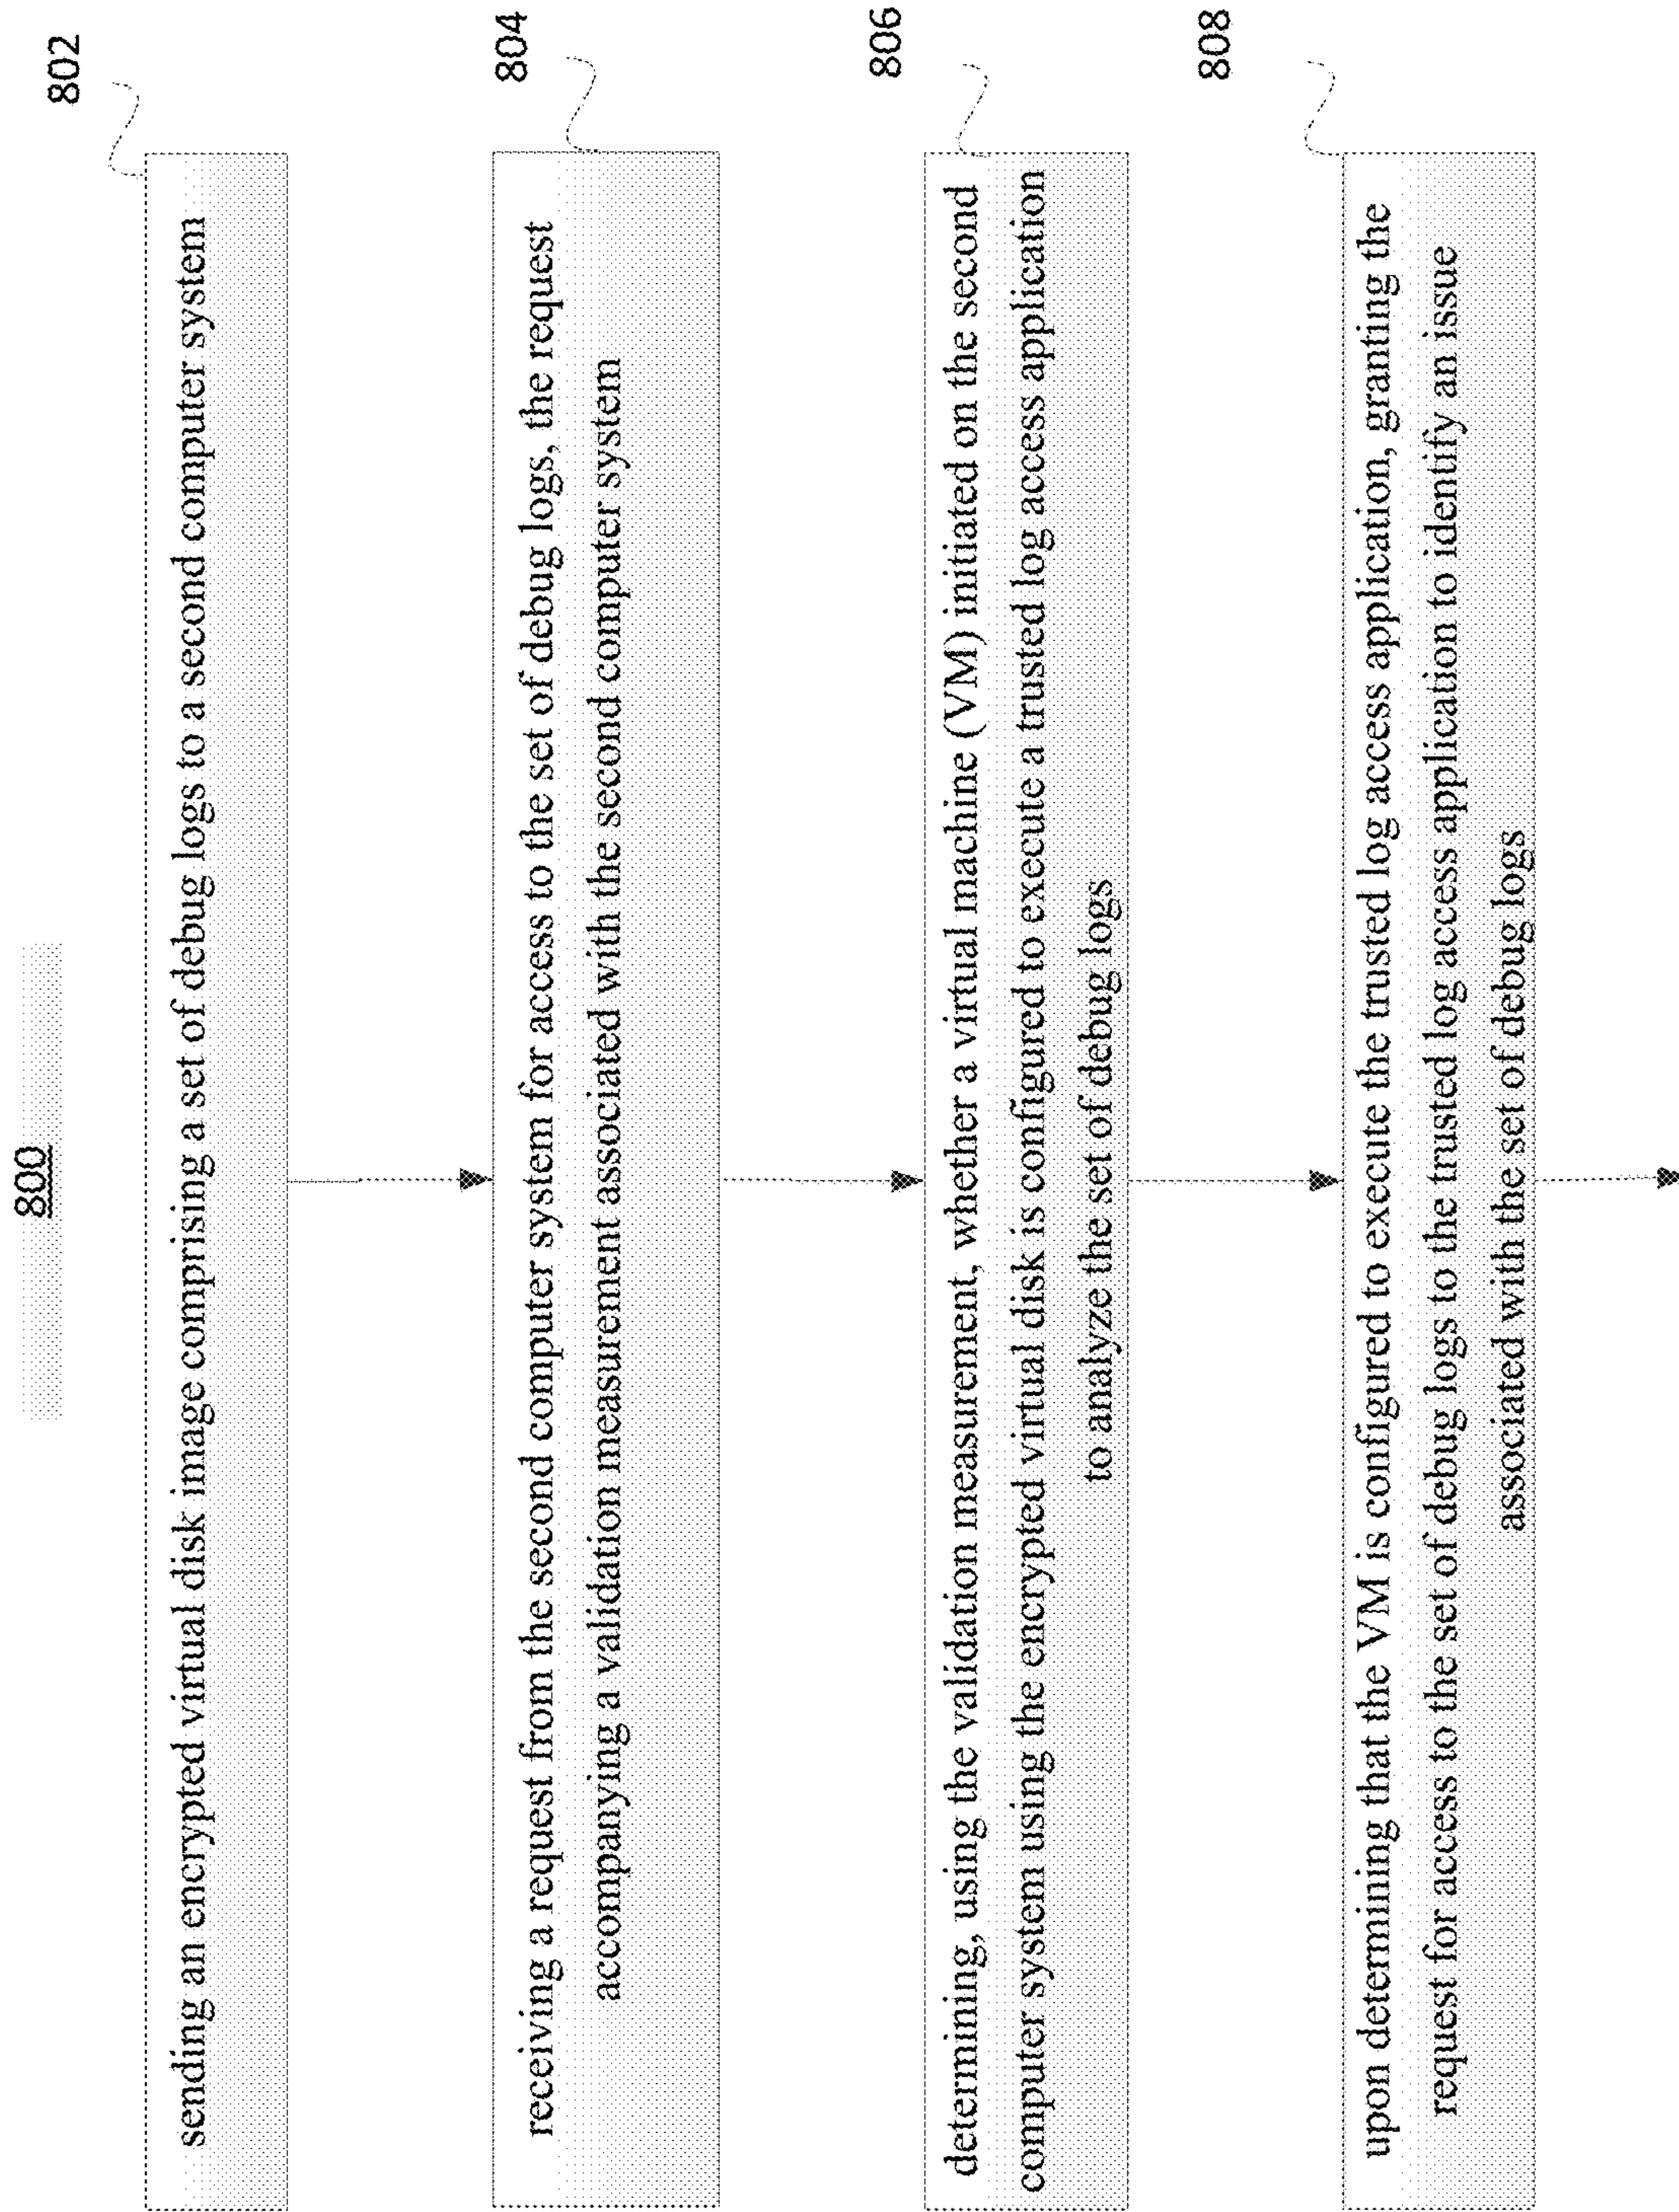 800
802
sending an encrypted virtual disk image comprising a set of debug logs to a second computer system
804
receiving a request from the second computer system for access to the set of debug logs, the request
accompanying a validation measurement associated with the second computer system
806
determining, using the validation measurement, whether a virtual machine (VM) initiated on the second
computer system using the encrypted virtual disk is configured to execute a trusted log access application
to analyze the set of debug logs
808
upon determining that the VM is configured to execute the trusted log access application, granting the
request for access to the set of debug logs to the trusted log access application to identify an issue
associated with the set of debug logs